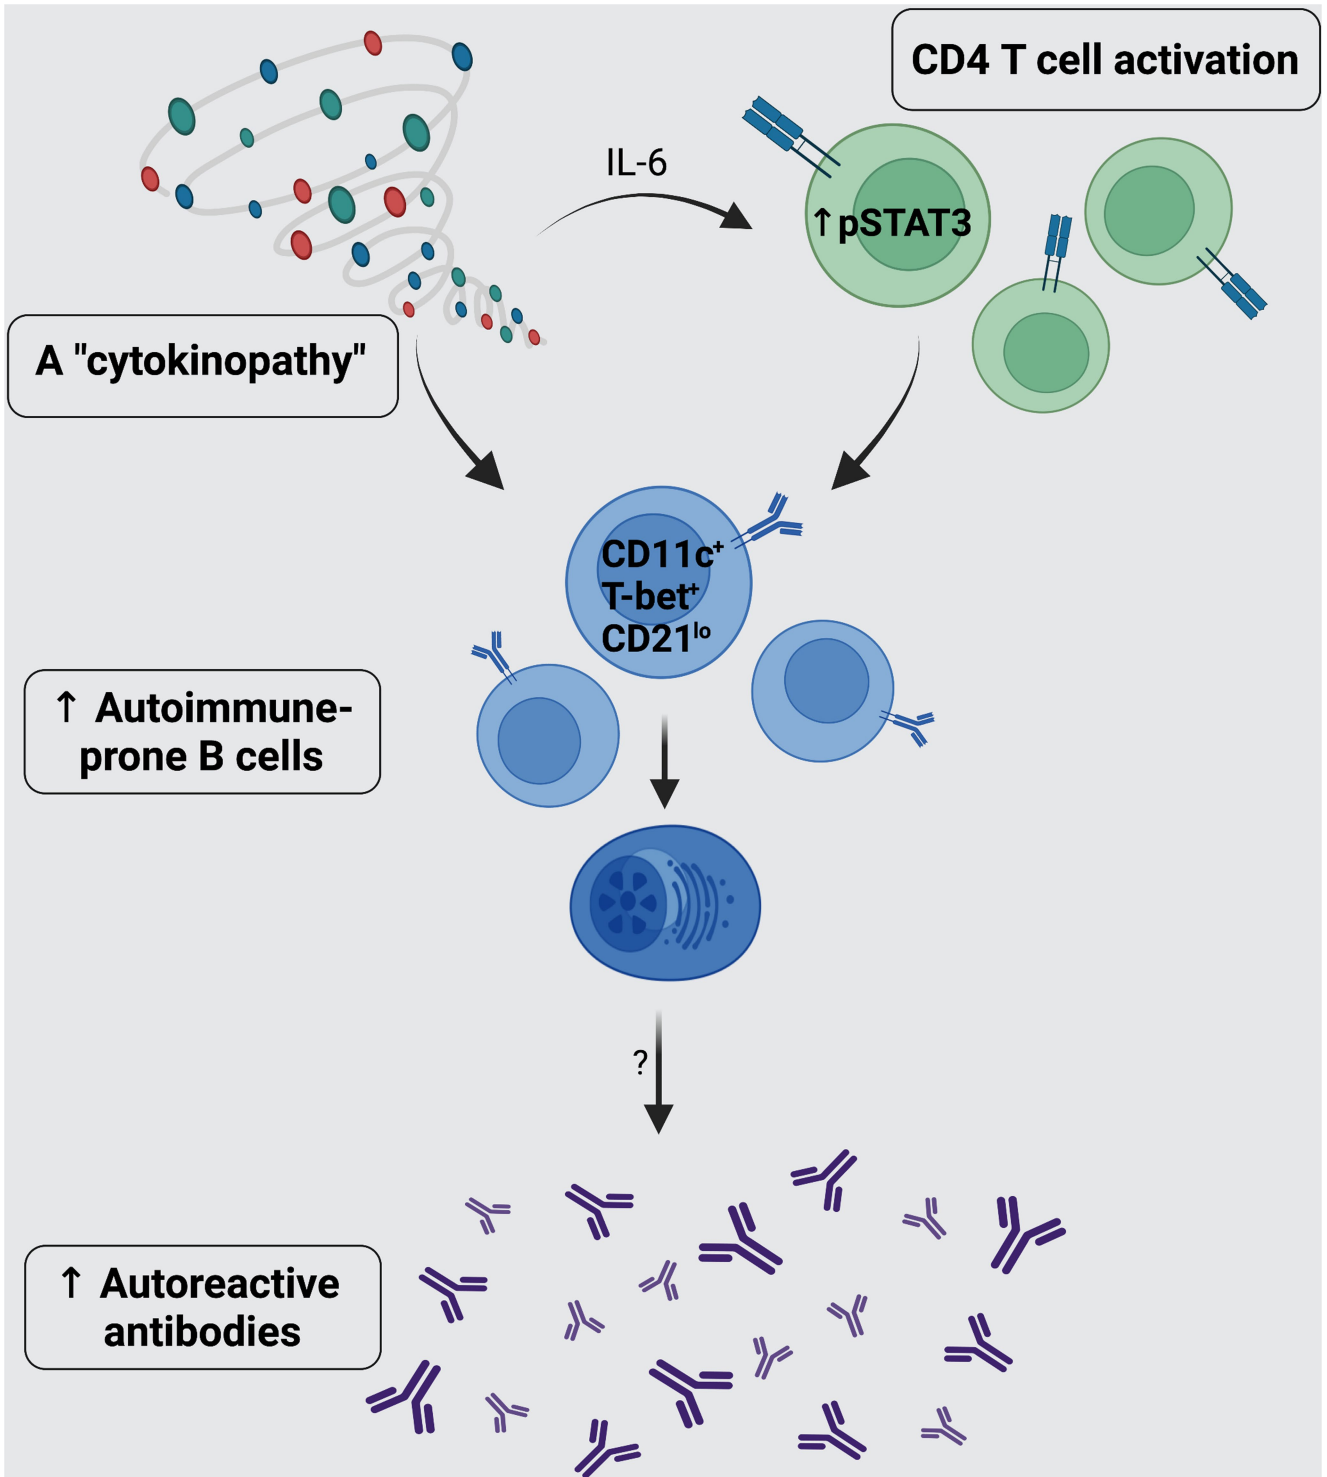 CD4 T cell activation
IL-6
↑pSTAT3
A "cytokinopathy"
CD11c⁺
T-bet⁺
CD21ˡᵒ
↑ Autoimmune-
prone B cells
?
↑ Autoreactive
antibodies